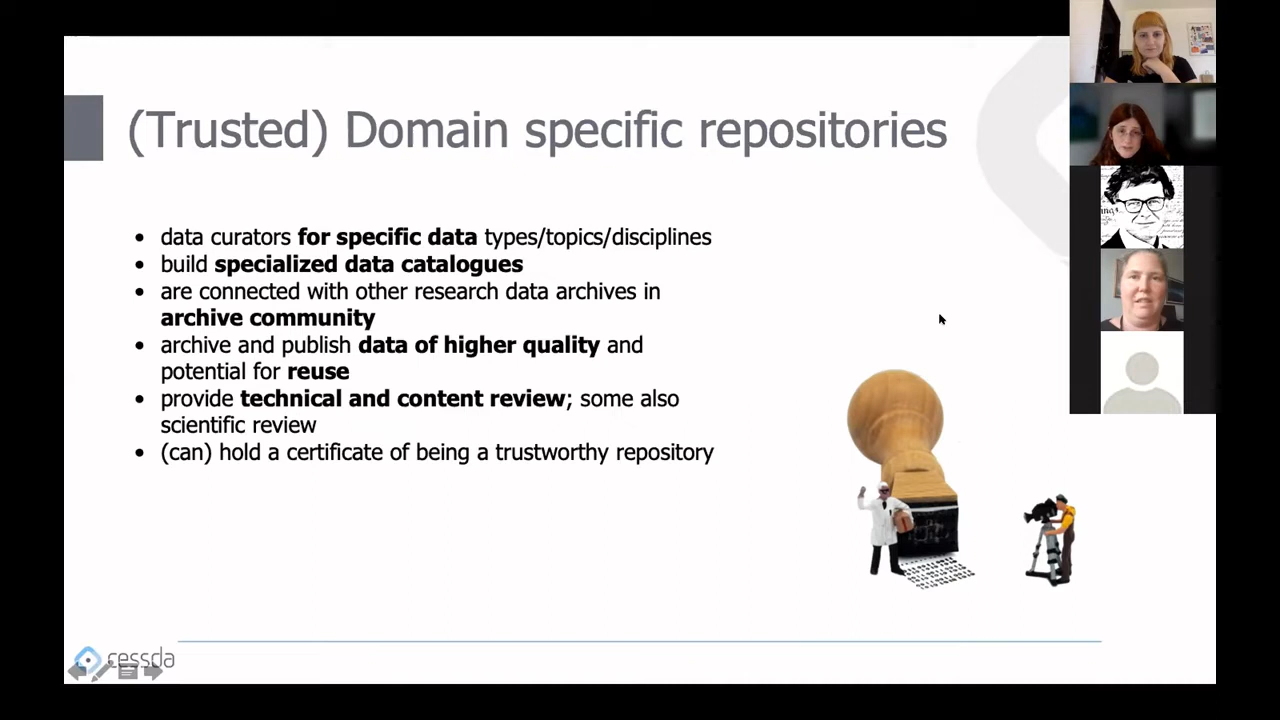 (Trusted) Domain specific repositories
• data curators for specific data types/topics/disciplines
• build specialized data catalogues
• are connected with other research data archives in
archive community
• archive and publish data of higher quality and
potential for reuse
• provide technical and content review; some also
scientific review
• (can) hold a certificate of being a trustworthy repository
cessda